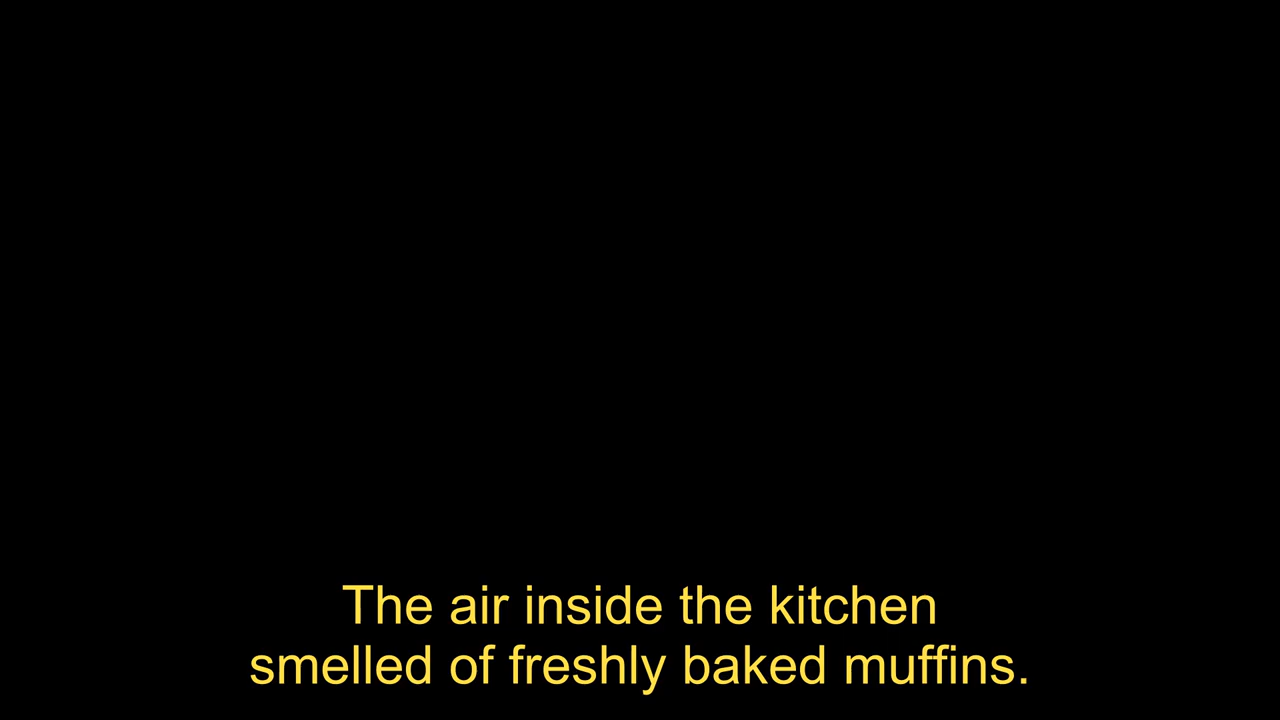 The air inside the kitchen
smelled of freshly baked muffins.